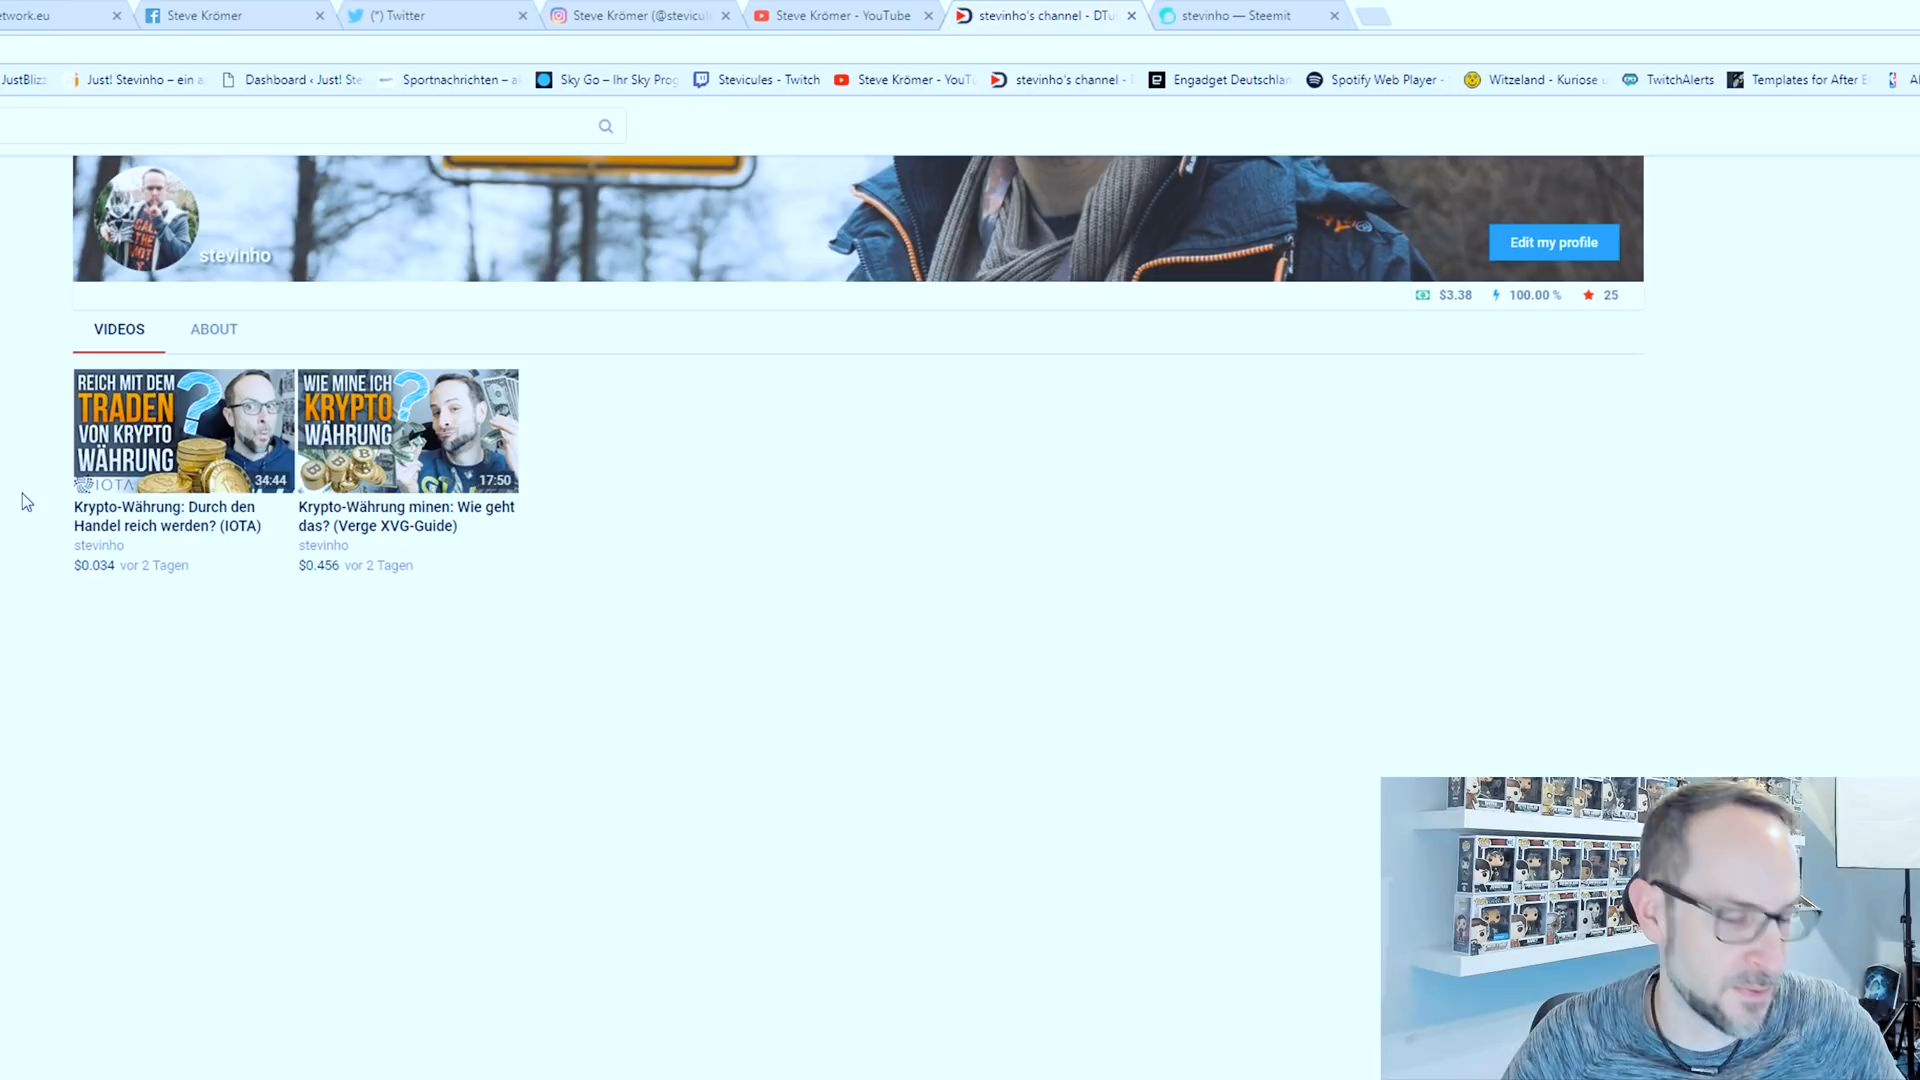 etwork.eu
Steve Krömer
(*) Twitter
Steve Krömer (@stevicul
Steve Krömer - YouTube
stevinho's channel - DTu
stevinho — Steemit
JustBlizz
Just! Stevinho – ein a
Dashboard ‹ Just! Ste
Sportnachrichten – a
Sky Go – Ihr Sky Prog
Stevicules - Twitch
Steve Krömer - YouTu
stevinho's channel -
Engadget Deutschlan
Spotify Web Player -
Witzeland - Kuriose
TwitchAlerts
Templates for After E
stevinho
Edit my profile
$3.38
100.00 %
25
VIDEOS
ABOUT
REICH MIT DEM
TRADEN
VON KRYPTO
WÄHRUNG
IOTA
34:44
WIE MINE ICH
KRYPTO
WÄHRUNG
17:50
Krypto-Währung: Durch den
Handel reich werden? (IOTA)
stevinho
$0.034 vor 2 Tagen
Krypto-Währung minen: Wie geht
das? (Verge XVG-Guide)
stevinho
$0.456 vor 2 Tagen